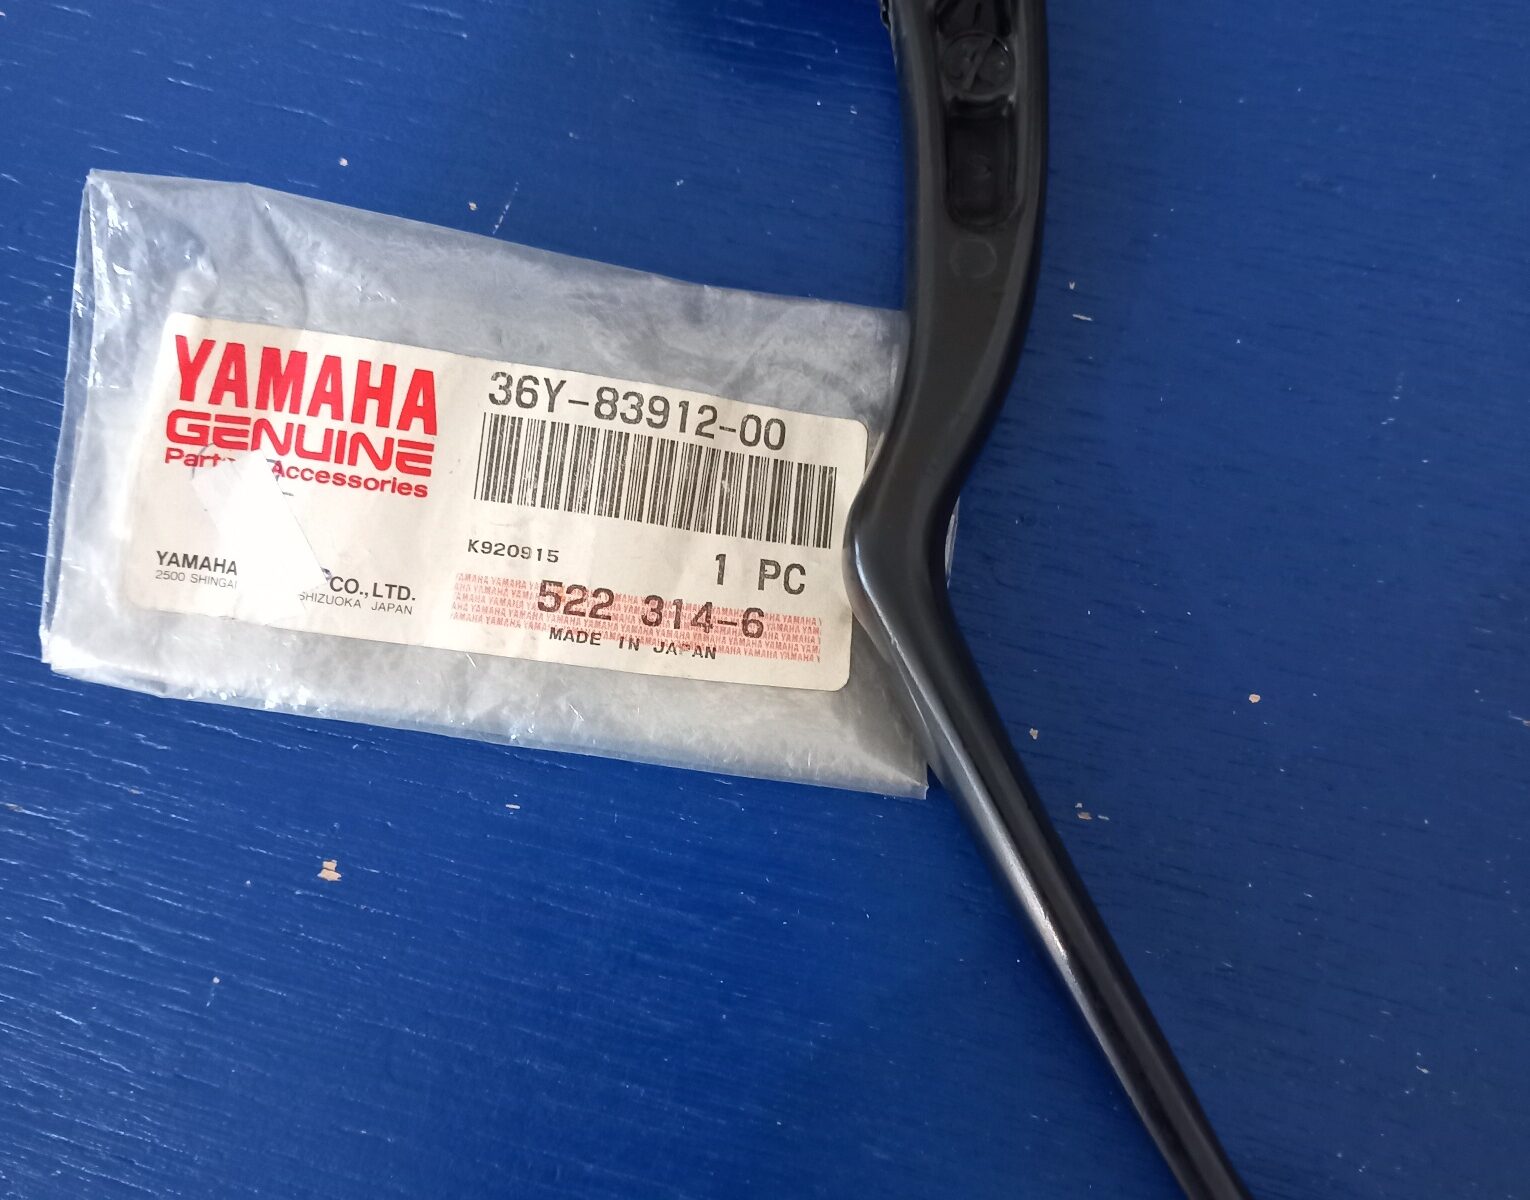 YAMAHA
GENUINE
Accessories
YAMAHA CO., LTD.
2500 SHIZUOKA JAPAN
36Y-83912-00
K920915
1 PC
522 314-6
MADE IN JAPAN